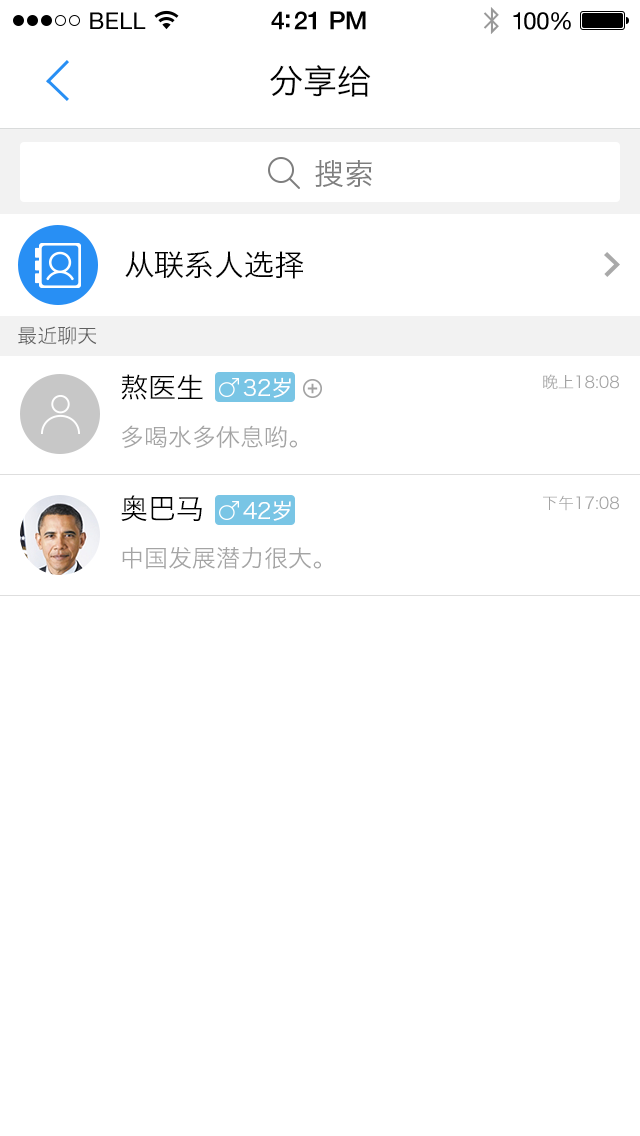 BELL 4:21 PM 100%
分享给
搜索
从联系人选择
最近聊天
熬医生 ♂32岁 晚上18:08
多喝水多休息哟。
奥巴马 ♂42岁 下午17:08
中国发展潜力很大。